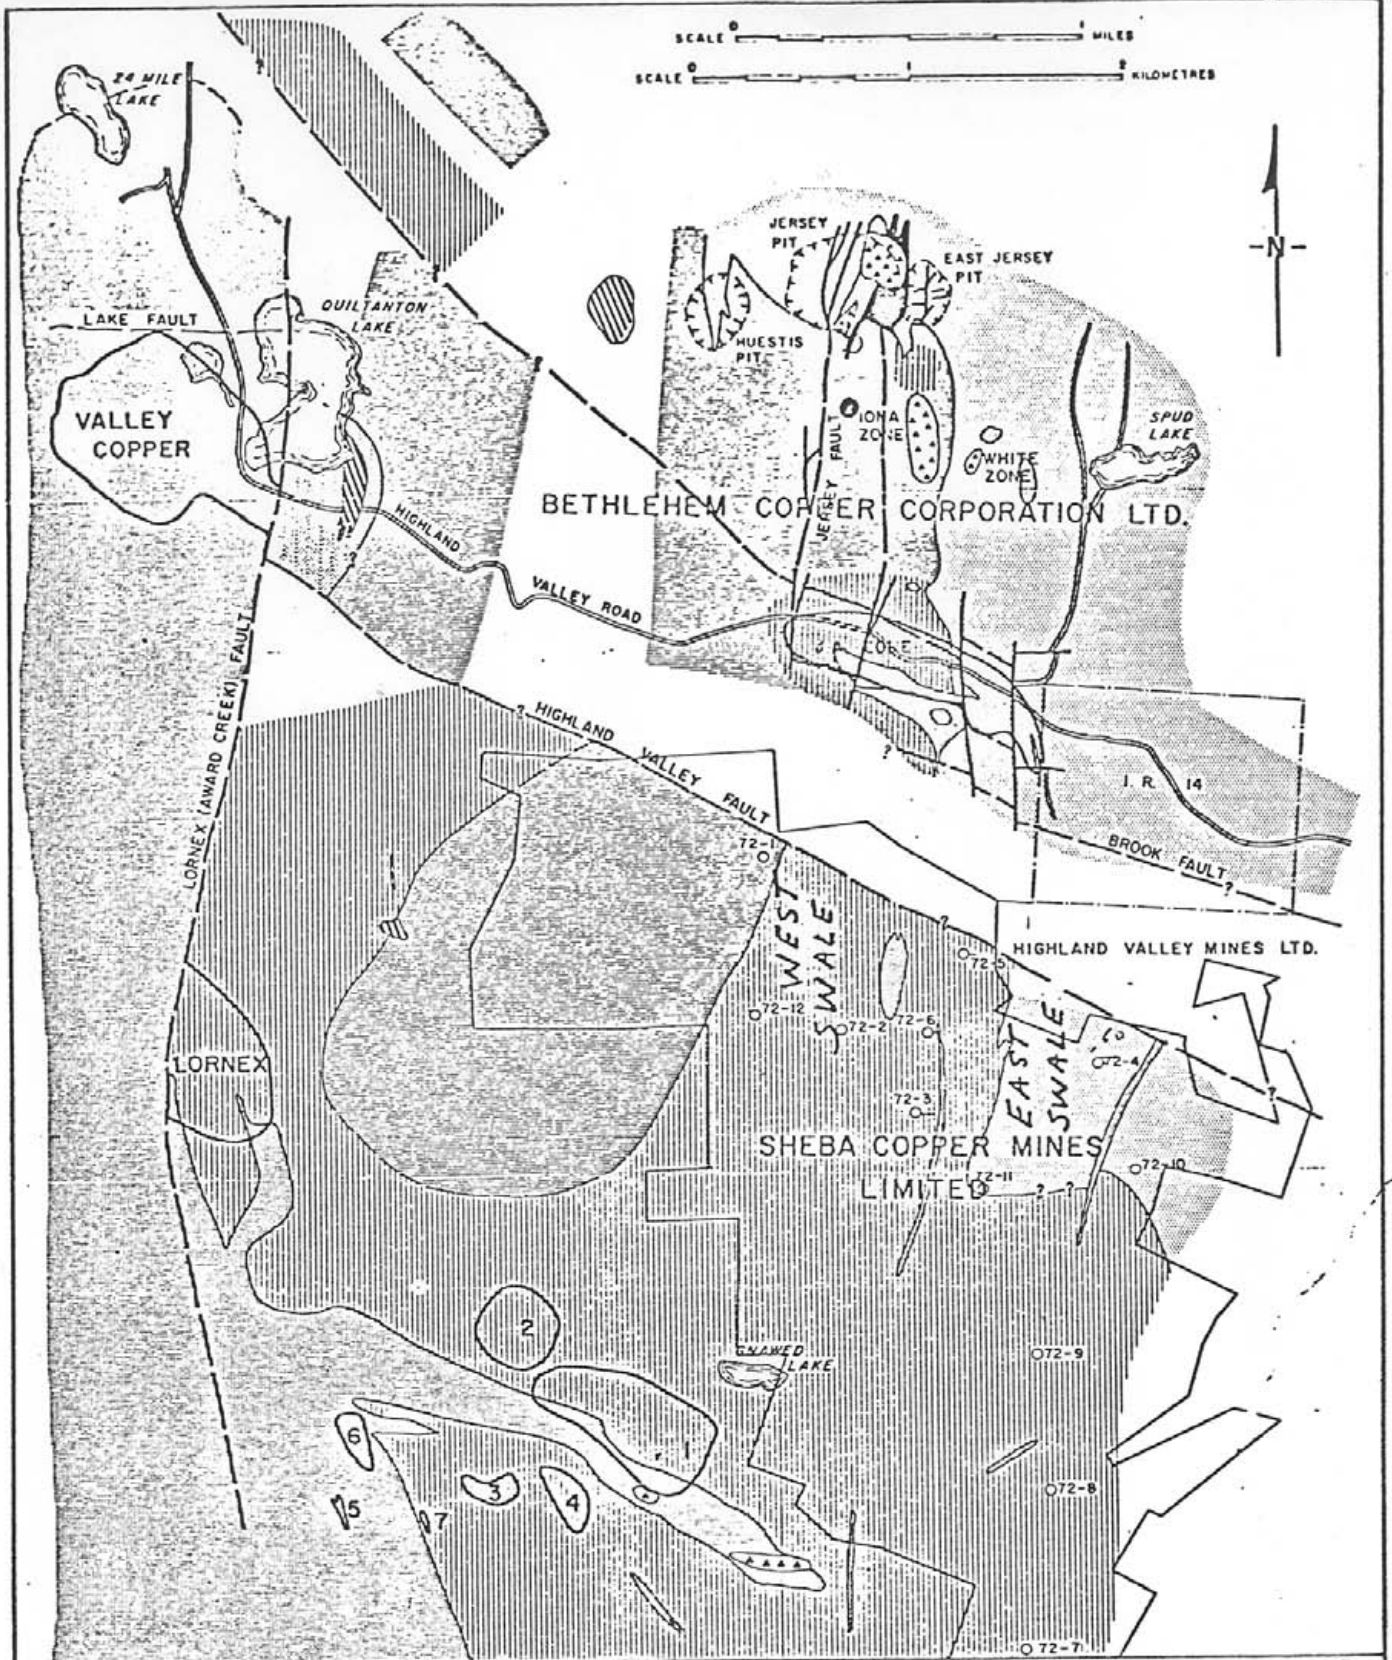 SCALE 0 1 MILES
SCALE 0 1 2 KILOMETRES
24 MILE
LAKE
-N-
JERSEY
PIT
EAST JERSEY
PIT
QUILTANTON
LAKE
LAKE FAULT
HUESTIS
PIT
VALLEY
COPPER
IONA
ZONE
JERSEY FAULT
WHITE
ZONE
SPUD
LAKE
BETHLEHEM COPPER CORPORATION LTD.
HIGHLAND
VALLEY ROAD
?
?
LORNEX (AWARD CREEK) FAULT
? HIGHLAND VALLEY FAULT
?
I. R. 14
BROOK FAULT ?
72-1
WEST
SWALE
?
HIGHLAND VALLEY MINES LTD.
72-5
72-12
72-2
72-6
EAST
SWALE
72-4
LORNEX
?
72-3
SHEBA COPPER MINES
LIMITED
72-10
72-11
? ?
2
GNAWED
LAKE
72-9
6
1
3
4
5
7
72-8
72-7